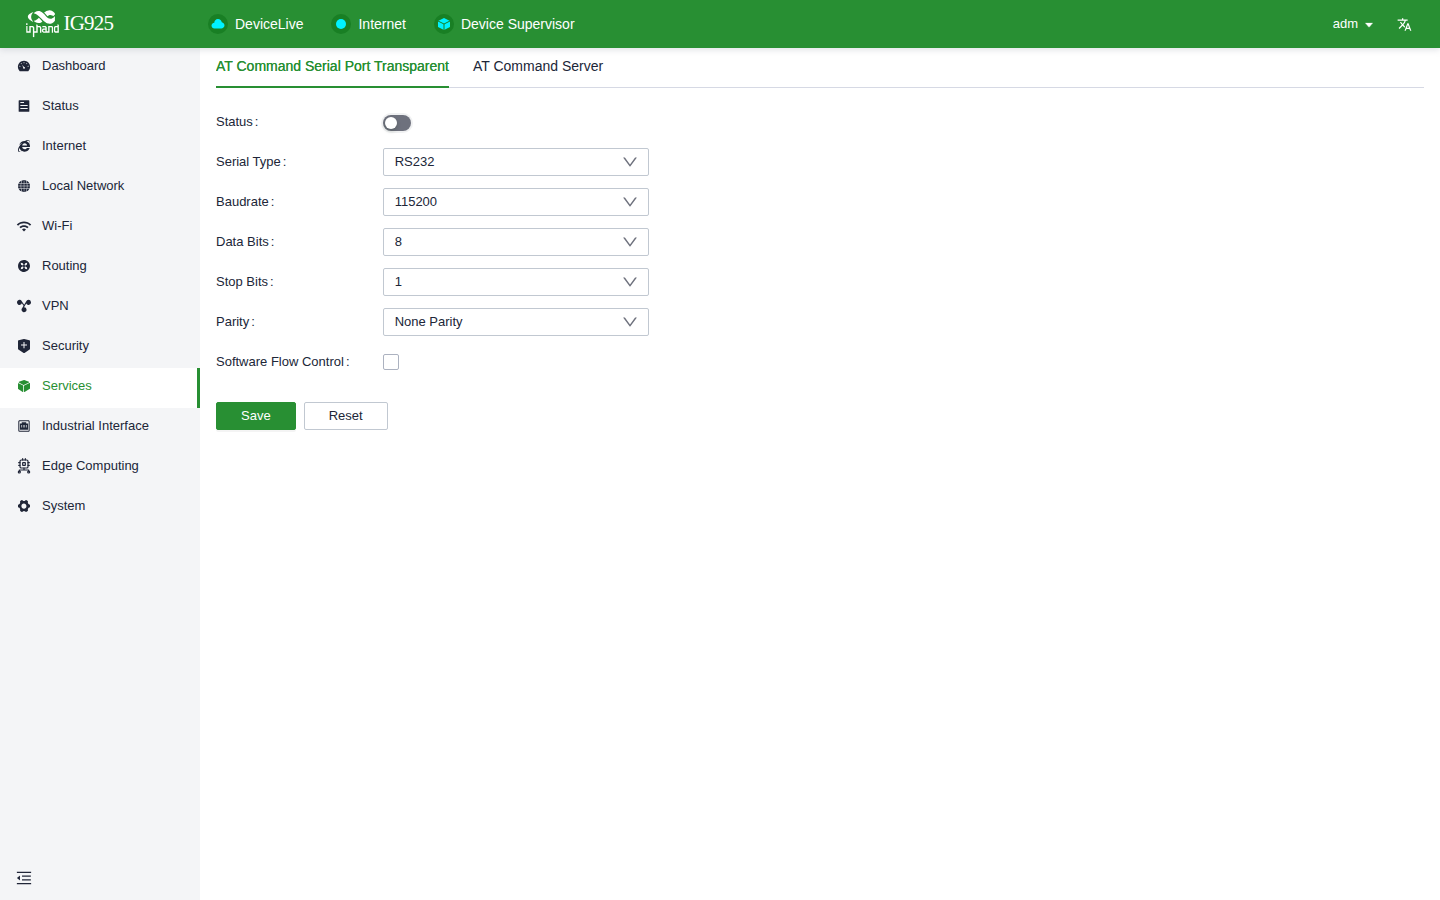 inhand IG925
DeviceLive
Internet
Device Supervisor
adm
Dashboard
Status
Internet
Local Network
Wi-Fi
Routing
VPN
Security
Services
Industrial Interface
Edge Computing
System
AT Command Serial Port Transparent
AT Command Server
Status:
Serial Type: RS232
Baudrate: 115200
Data Bits: 8
Stop Bits: 1
Parity: None Parity
Software Flow Control:
Save
Reset